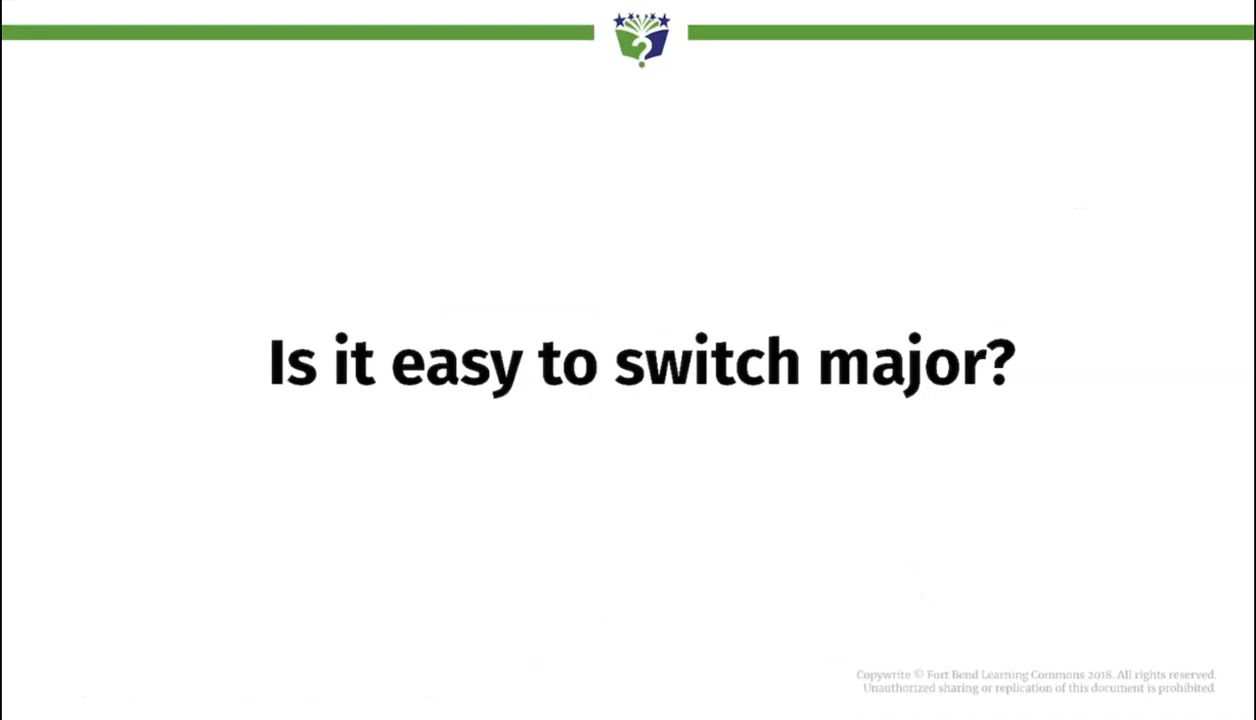 Is it easy to switch major?
Copywrite © Fort Bend Learning Commons 2018. All rights reserved.
Unauthorized sharing or replication of this document is prohibited.